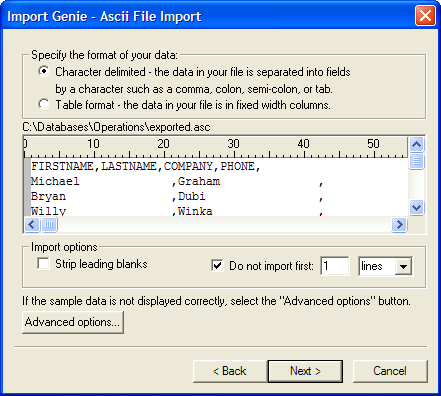 Import Genie - Ascii File Import
Specify the format of your data:
Character delimited - the data in your file is separated into fields
by a character such as a comma, colon, semi-colon, or tab.
Table format - the data in your file is in fixed width columns.
C:\Databases\Operations\exported.asc
0 10 20 30 40 50
FIRSTNAME,LASTNAME,COMPANY,PHONE,
Michael ,Graham ,
Bryan ,Dubi ,
Willy ,Winka ,
Import options
Strip leading blanks Do not import first: 1 lines
If the sample data is not displayed correctly, select the "Advanced options" button.
Advanced options...
< Back Next > Cancel